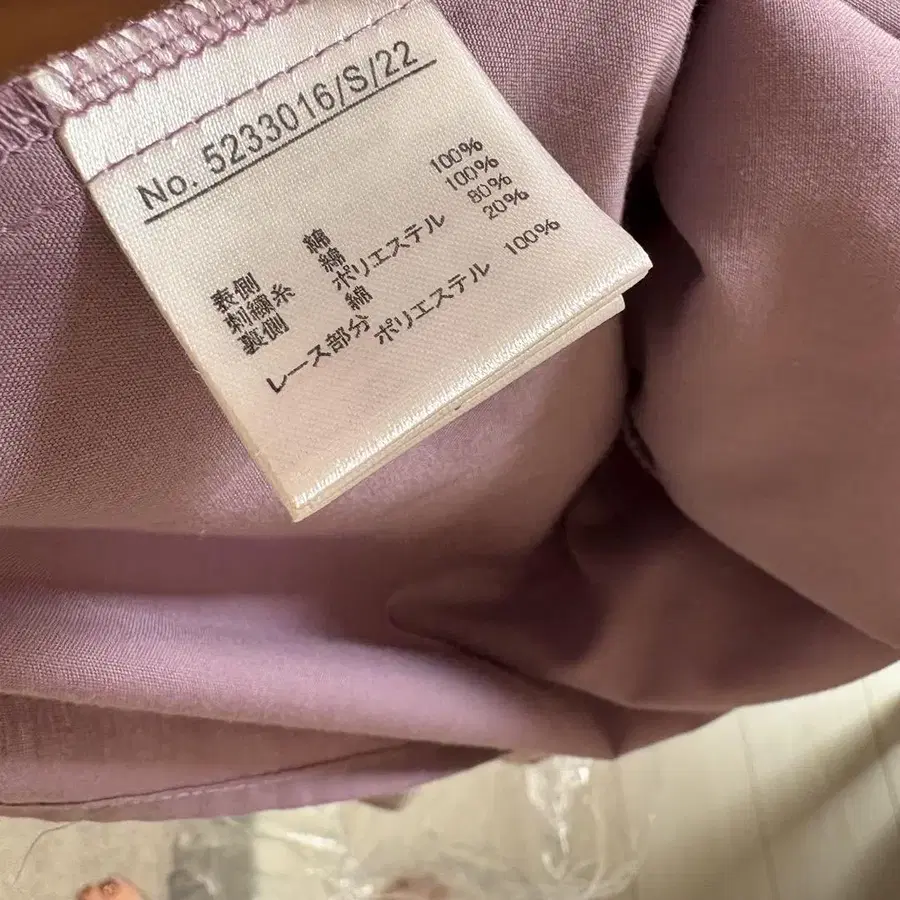 No. 5233016/S/22
表側 綿 100%
刺繍糸 綿 100%
裏側 ポリエステル 80%
綿 20%
レース部分 ポリエステル 100%